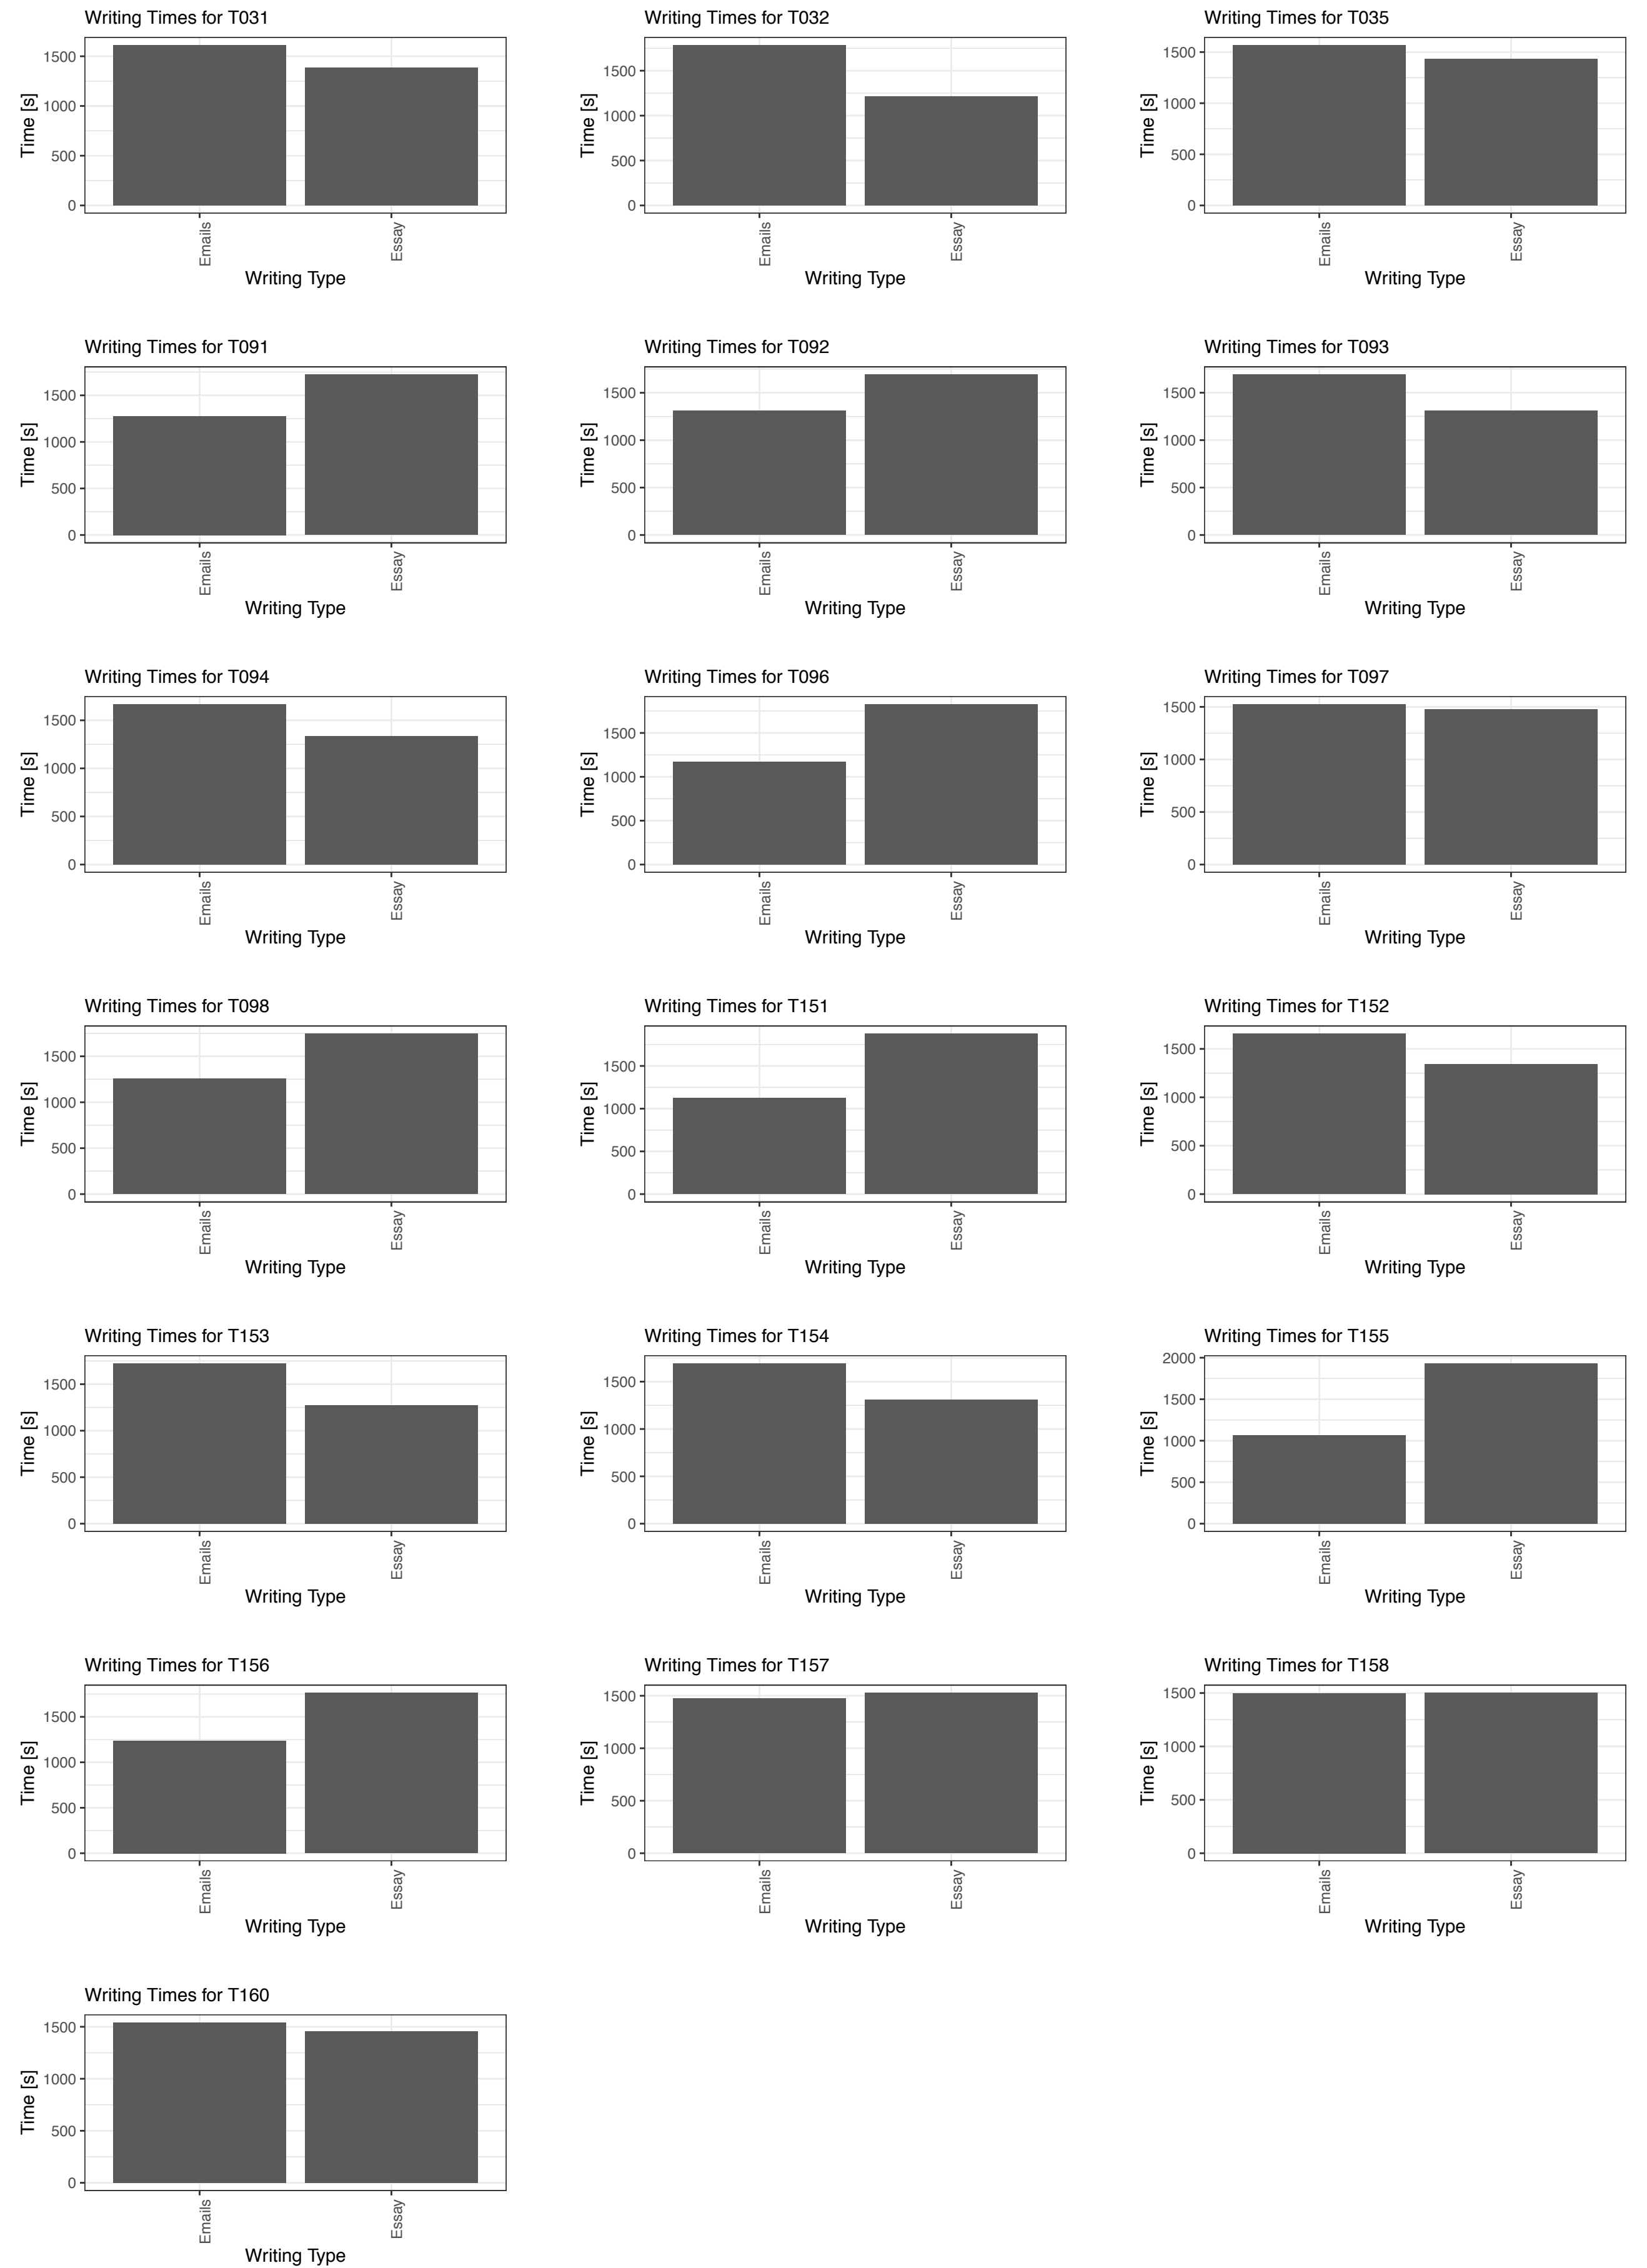 Writing Times for T031
Time [s]
1500
1000
500
0
Emails
Essay
Writing Type
Writing Times for T032
Time [s]
1500
1000
500
0
Emails
Essay
Writing Type
Writing Times for T035
Time [s]
1500
1000
500
0
Emails
Essay
Writing Type
Writing Times for T091
Time [s]
1500
1000
500
0
Emails
Essay
Writing Type
Writing Times for T092
Time [s]
1500
1000
500
0
Emails
Essay
Writing Type
Writing Times for T093
Time [s]
1500
1000
500
0
Emails
Essay
Writing Type
Writing Times for T094
Time [s]
1500
1000
500
0
Emails
Essay
Writing Type
Writing Times for T096
Time [s]
1500
1000
500
0
Emails
Essay
Writing Type
Writing Times for T097
Time [s]
1500
1000
500
0
Emails
Essay
Writing Type
Writing Times for T098
Time [s]
1500
1000
500
0
Emails
Essay
Writing Type
Writing Times for T151
Time [s]
1500
1000
500
0
Emails
Essay
Writing Type
Writing Times for T152
Time [s]
1500
1000
500
0
Emails
Essay
Writing Type
Writing Times for T153
Time [s]
1500
1000
500
0
Emails
Essay
Writing Type
Writing Times for T154
Time [s]
1500
1000
500
0
Emails
Essay
Writing Type
Writing Times for T155
Time [s]
2000
1500
1000
500
0
Emails
Essay
Writing Type
Writing Times for T156
Time [s]
1500
1000
500
0
Emails
Essay
Writing Type
Writing Times for T157
Time [s]
1500
1000
500
0
Emails
Essay
Writing Type
Writing Times for T158
Time [s]
1500
1000
500
0
Emails
Essay
Writing Type
Writing Times for T160
Time [s]
1500
1000
500
0
Emails
Essay
Writing Type